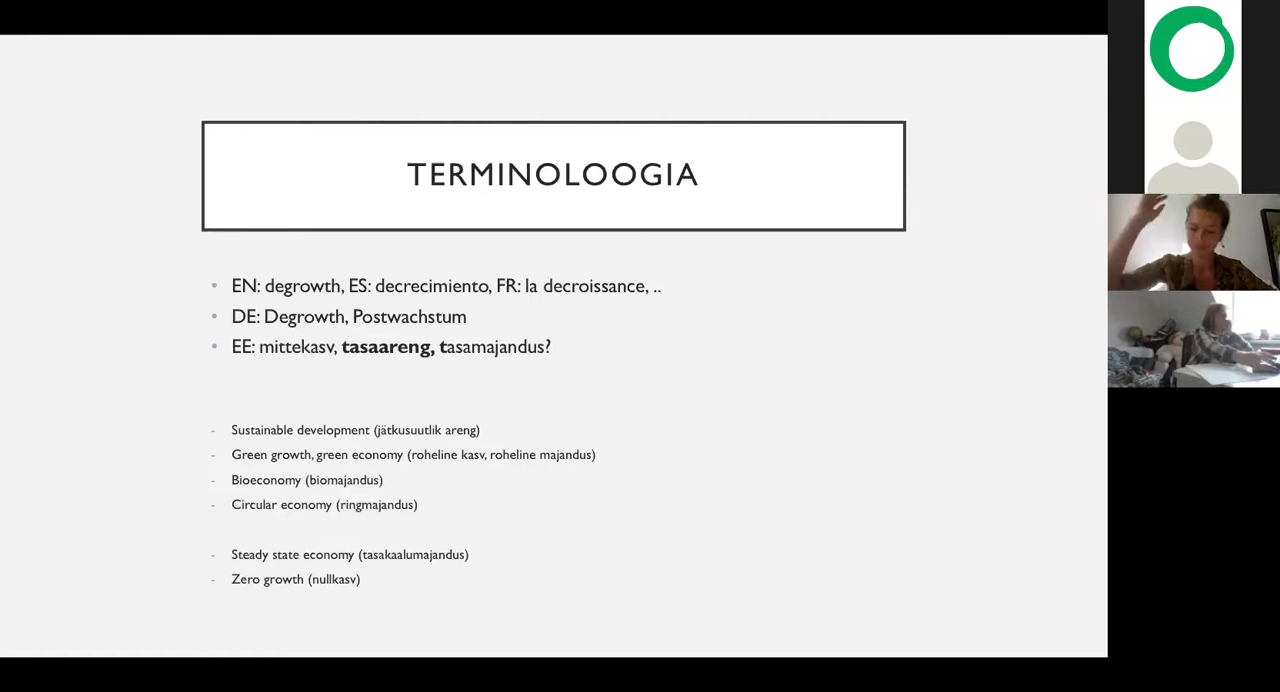 TERMINOLOOGIA
EN: degrowth, ES: decrecimiento, FR: la decroissance, ..
DE: Degrowth, Postwachstum
EE: mittekasv, tasaareng, tasamajandus?
Sustainable development (jätkusuutlik areng)
Green growth, green economy (roheline kasv, roheline majandus)
Bioeconomy (biomajandus)
Circular economy (ringmajandus)
Steady state economy (tasakaalumajandus)
Zero growth (nullkasv)